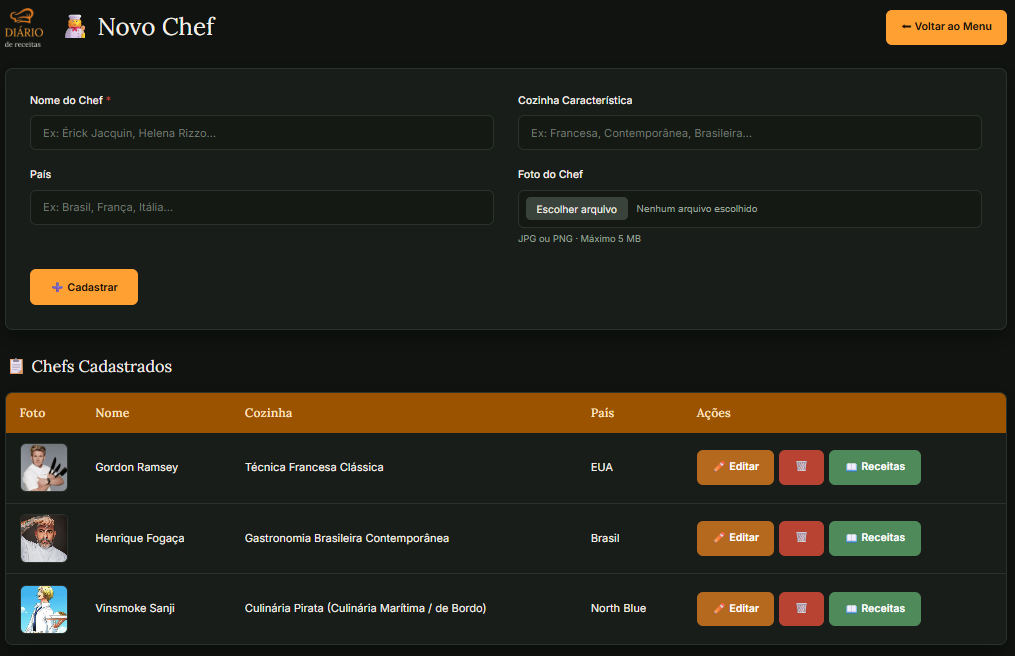 DIÁRIO
de receitas
Novo Chef
Voltar ao Menu
Nome do Chef *
Cozinha Característica
Ex: Érick Jacquin, Helena Rizzo...
Ex: Francesa, Contemporânea, Brasileira...
País
Foto do Chef
Ex: Brasil, França, Itália...
Escolher arquivo Nenhum arquivo escolhido
JPG ou PNG · Máximo 5 MB
Cadastrar
Chefs Cadastrados
Foto Nome Cozinha País Ações
Gordon Ramsey Técnica Francesa Clássica EUA Editar Receitas
Henrique Fogaça Gastronomia Brasileira Contemporânea Brasil Editar Receitas
Vinsmoke Sanji Culinária Pirata (Culinária Marítima / de Bordo) North Blue Editar Receitas